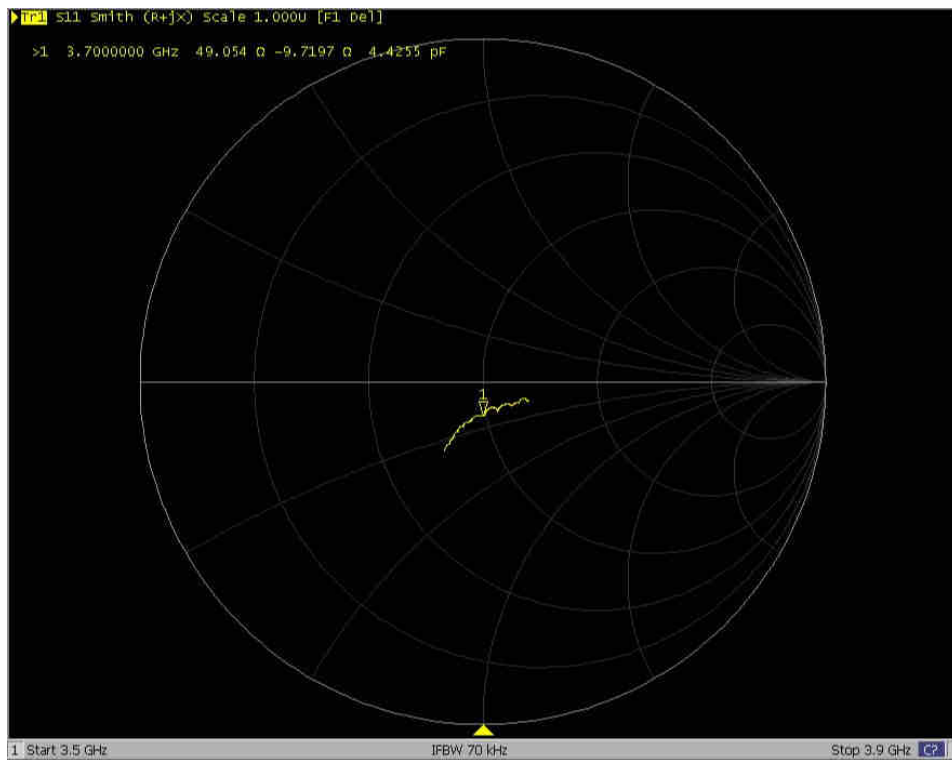 Tr1 S11 Smith (R+jX) Scale 1.000U [F1 Del]
>1 3.7000000 GHz 49.054 Ω -9.7197 Ω 4.4255 pF
1
1 Start 3.5 GHz IFBW 70 kHz Stop 3.9 GHz C?